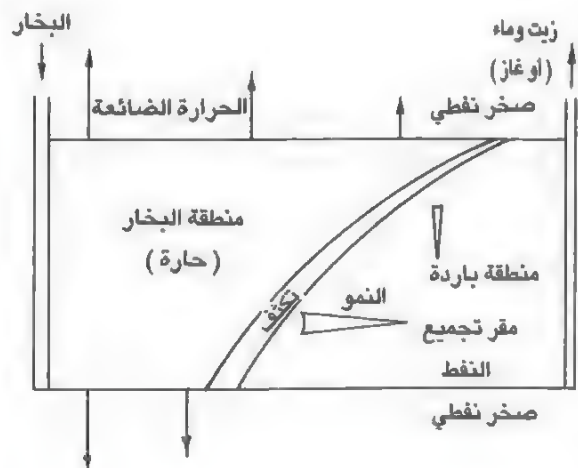 البخار
زيت وماء
(أو غاز)
الحرارة الضائعة
صخر نفطي
منطقة البخار
(حارة)
منطقة باردة
تكثف
النمو
مقر تجميع
النفط
صخر نفطي